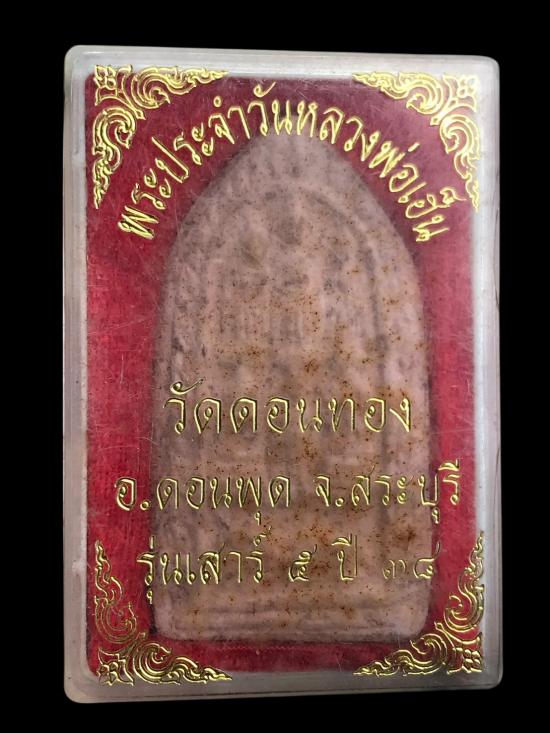 พระประจำวันหลวงพ่อเฮ็น
วัดดอนทอง
อ.ดอนพุด จ.สระบุรี
รุ่นเสาร์ ๕ ปี ๓๔